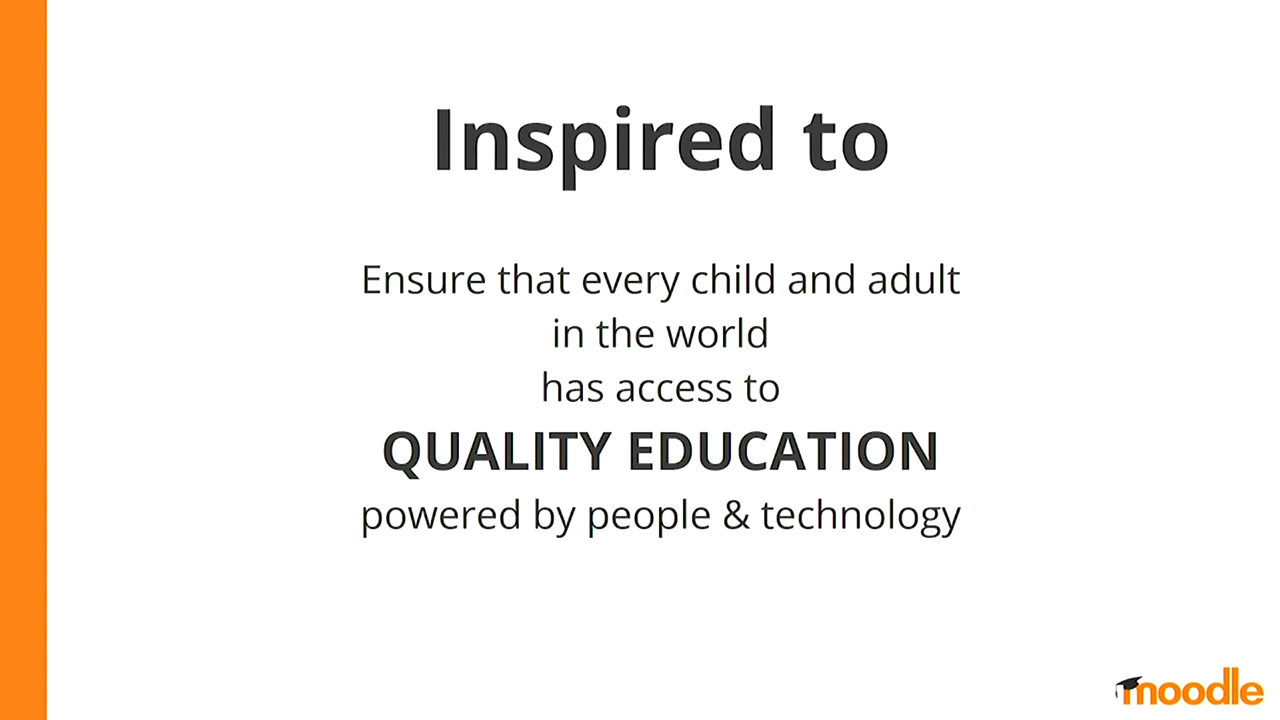 Inspired to
Ensure that every child and adult
in the world
has access to
QUALITY EDUCATION
powered by people & technology
moodle